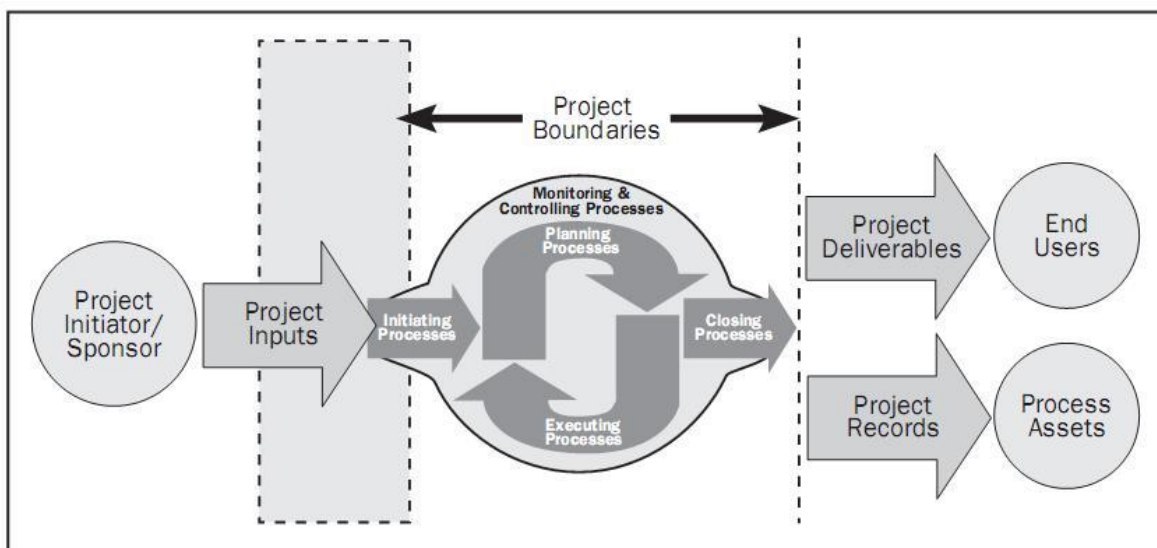 Project
Boundaries
Monitoring &
Controlling Processes
Planning
Processes
Project
Initiator/
Sponsor
Project
Inputs
Initiating
Processes
Closing
Processes
Executing
Processes
Project
Deliverables
End
Users
Project
Records
Process
Assets